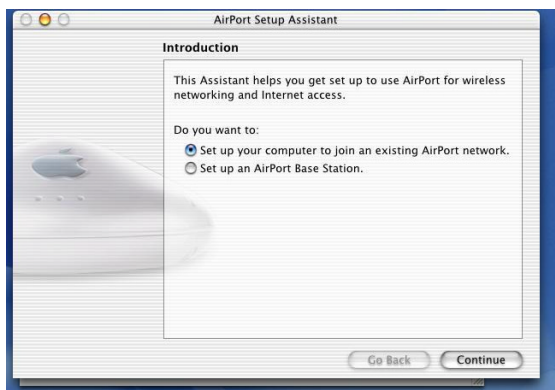 AirPort Setup Assistant
Introduction
This Assistant helps you get set up to use AirPort for wireless
networking and Internet access.
Do you want to:
Set up your computer to join an existing AirPort network.
Set up an AirPort Base Station.
Go Back
Continue